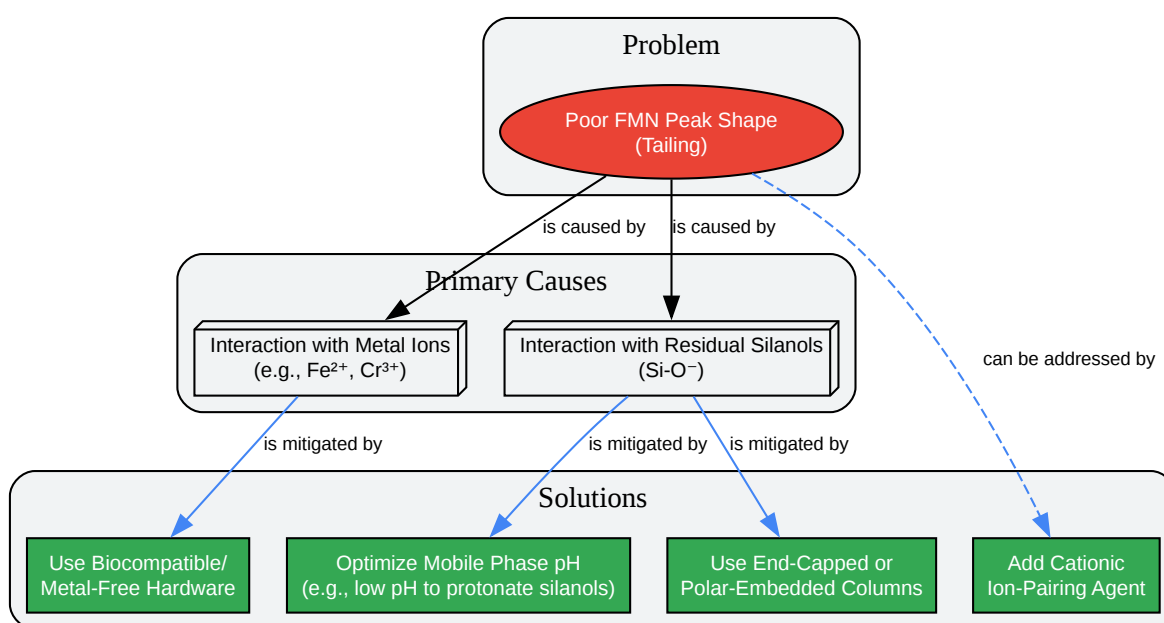 Problem
Poor FMN Peak Shape
(Tailing)
is caused by
is caused by
Primary Causes
Interaction with Metal Ions
(e.g., Fe²⁺, Cr³⁺)
Interaction with Residual Silanols
(Si-O⁻)
can be addressed by
is mitigated by
is mitigated by
is mitigated by
Solutions
Use Biocompatible/
Metal-Free Hardware
Optimize Mobile Phase pH
(e.g., low pH to protonate silanols)
Use End-Capped or
Polar-Embedded Columns
Add Cationic
Ion-Pairing Agent